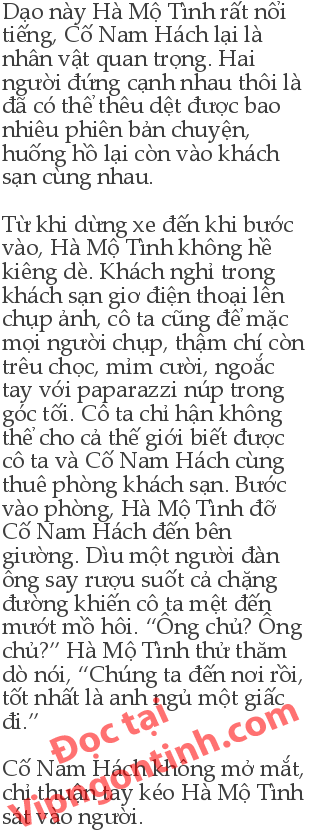 Dạo này Hà Mộ Tình rất nổi
tiếng, Cố Nam Hách lại là
nhân vật quan trọng. Hai
người đứng cạnh nhau thôi là
đã có thể thêu dệt được bao
nhiêu phiên bản chuyện,
huống hồ lại còn vào khách
sạn cùng nhau.
Từ khi dừng xe đến khi bước
vào, Hà Mộ Tình không hề
kiêng dè. Khách nghỉ trong
khách sạn giơ điện thoại lên
chụp ảnh, cô ta cũng để mặc
mọi người chụp, thậm chí còn
trêu chọc, mỉm cười, ngoắc
tay với paparazzi núp trong
góc tối. Cô ta chỉ hận không
thể cho cả thế giới biết được
cô ta và Cố Nam Hách cùng
thuê phòng khách sạn. Bước
vào phòng, Hà Mộ Tình đỡ
Cố Nam Hách đến bên
giường. Dìu một người đàn
ông say rượu suốt cả chặng
đường khiến cô ta mệt đến
mướt mồ hôi. “Ông chủ? Ông
chủ?” Hà Mộ Tình thử thăm
dò nói, “Chúng ta đến nơi rồi,
tốt nhất là anh ngủ một giấc
đi.”
Đọc tại
Vipngontinh.com
Cố Nam Hách không mở mắt,
chỉ thuận tay kéo Hà Mộ Tình
sát vào người.